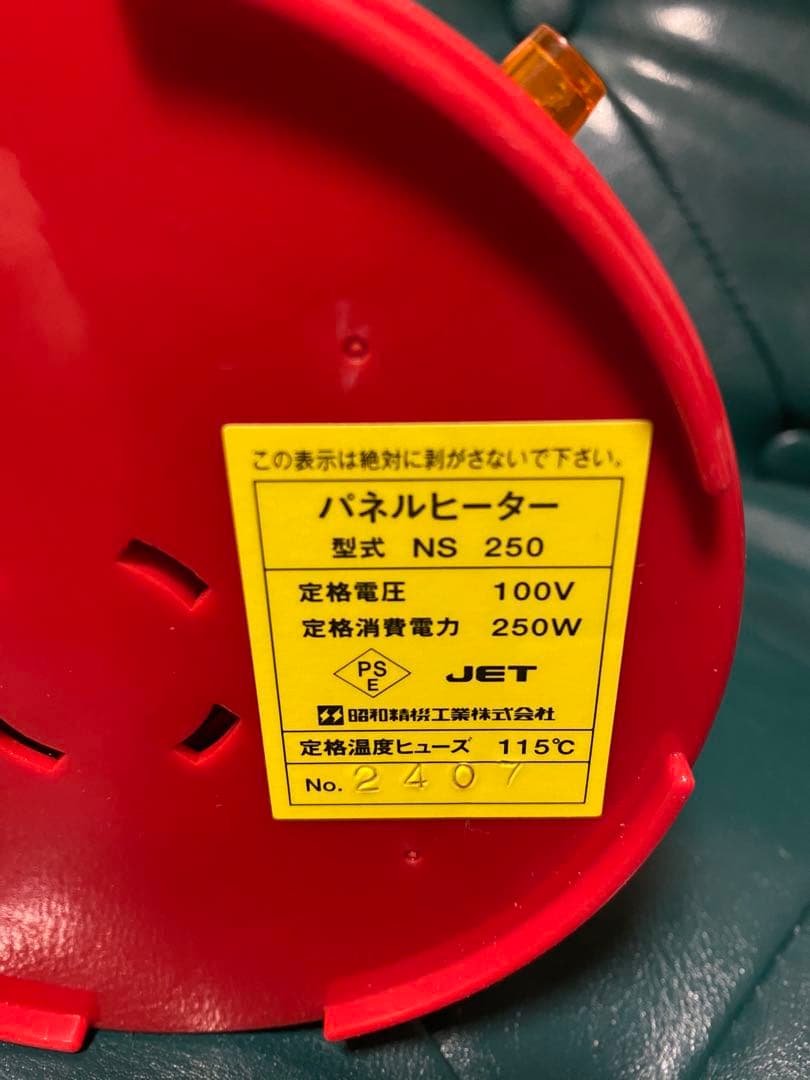 この表示は絶対に剥がさないで下さい。
パネルヒーター
型式 NS 250
定格電圧 100V
定格消費電力 250W
PS
E
JET
昭和精機工業株式会社
定格温度ヒューズ 115℃
No. 2407